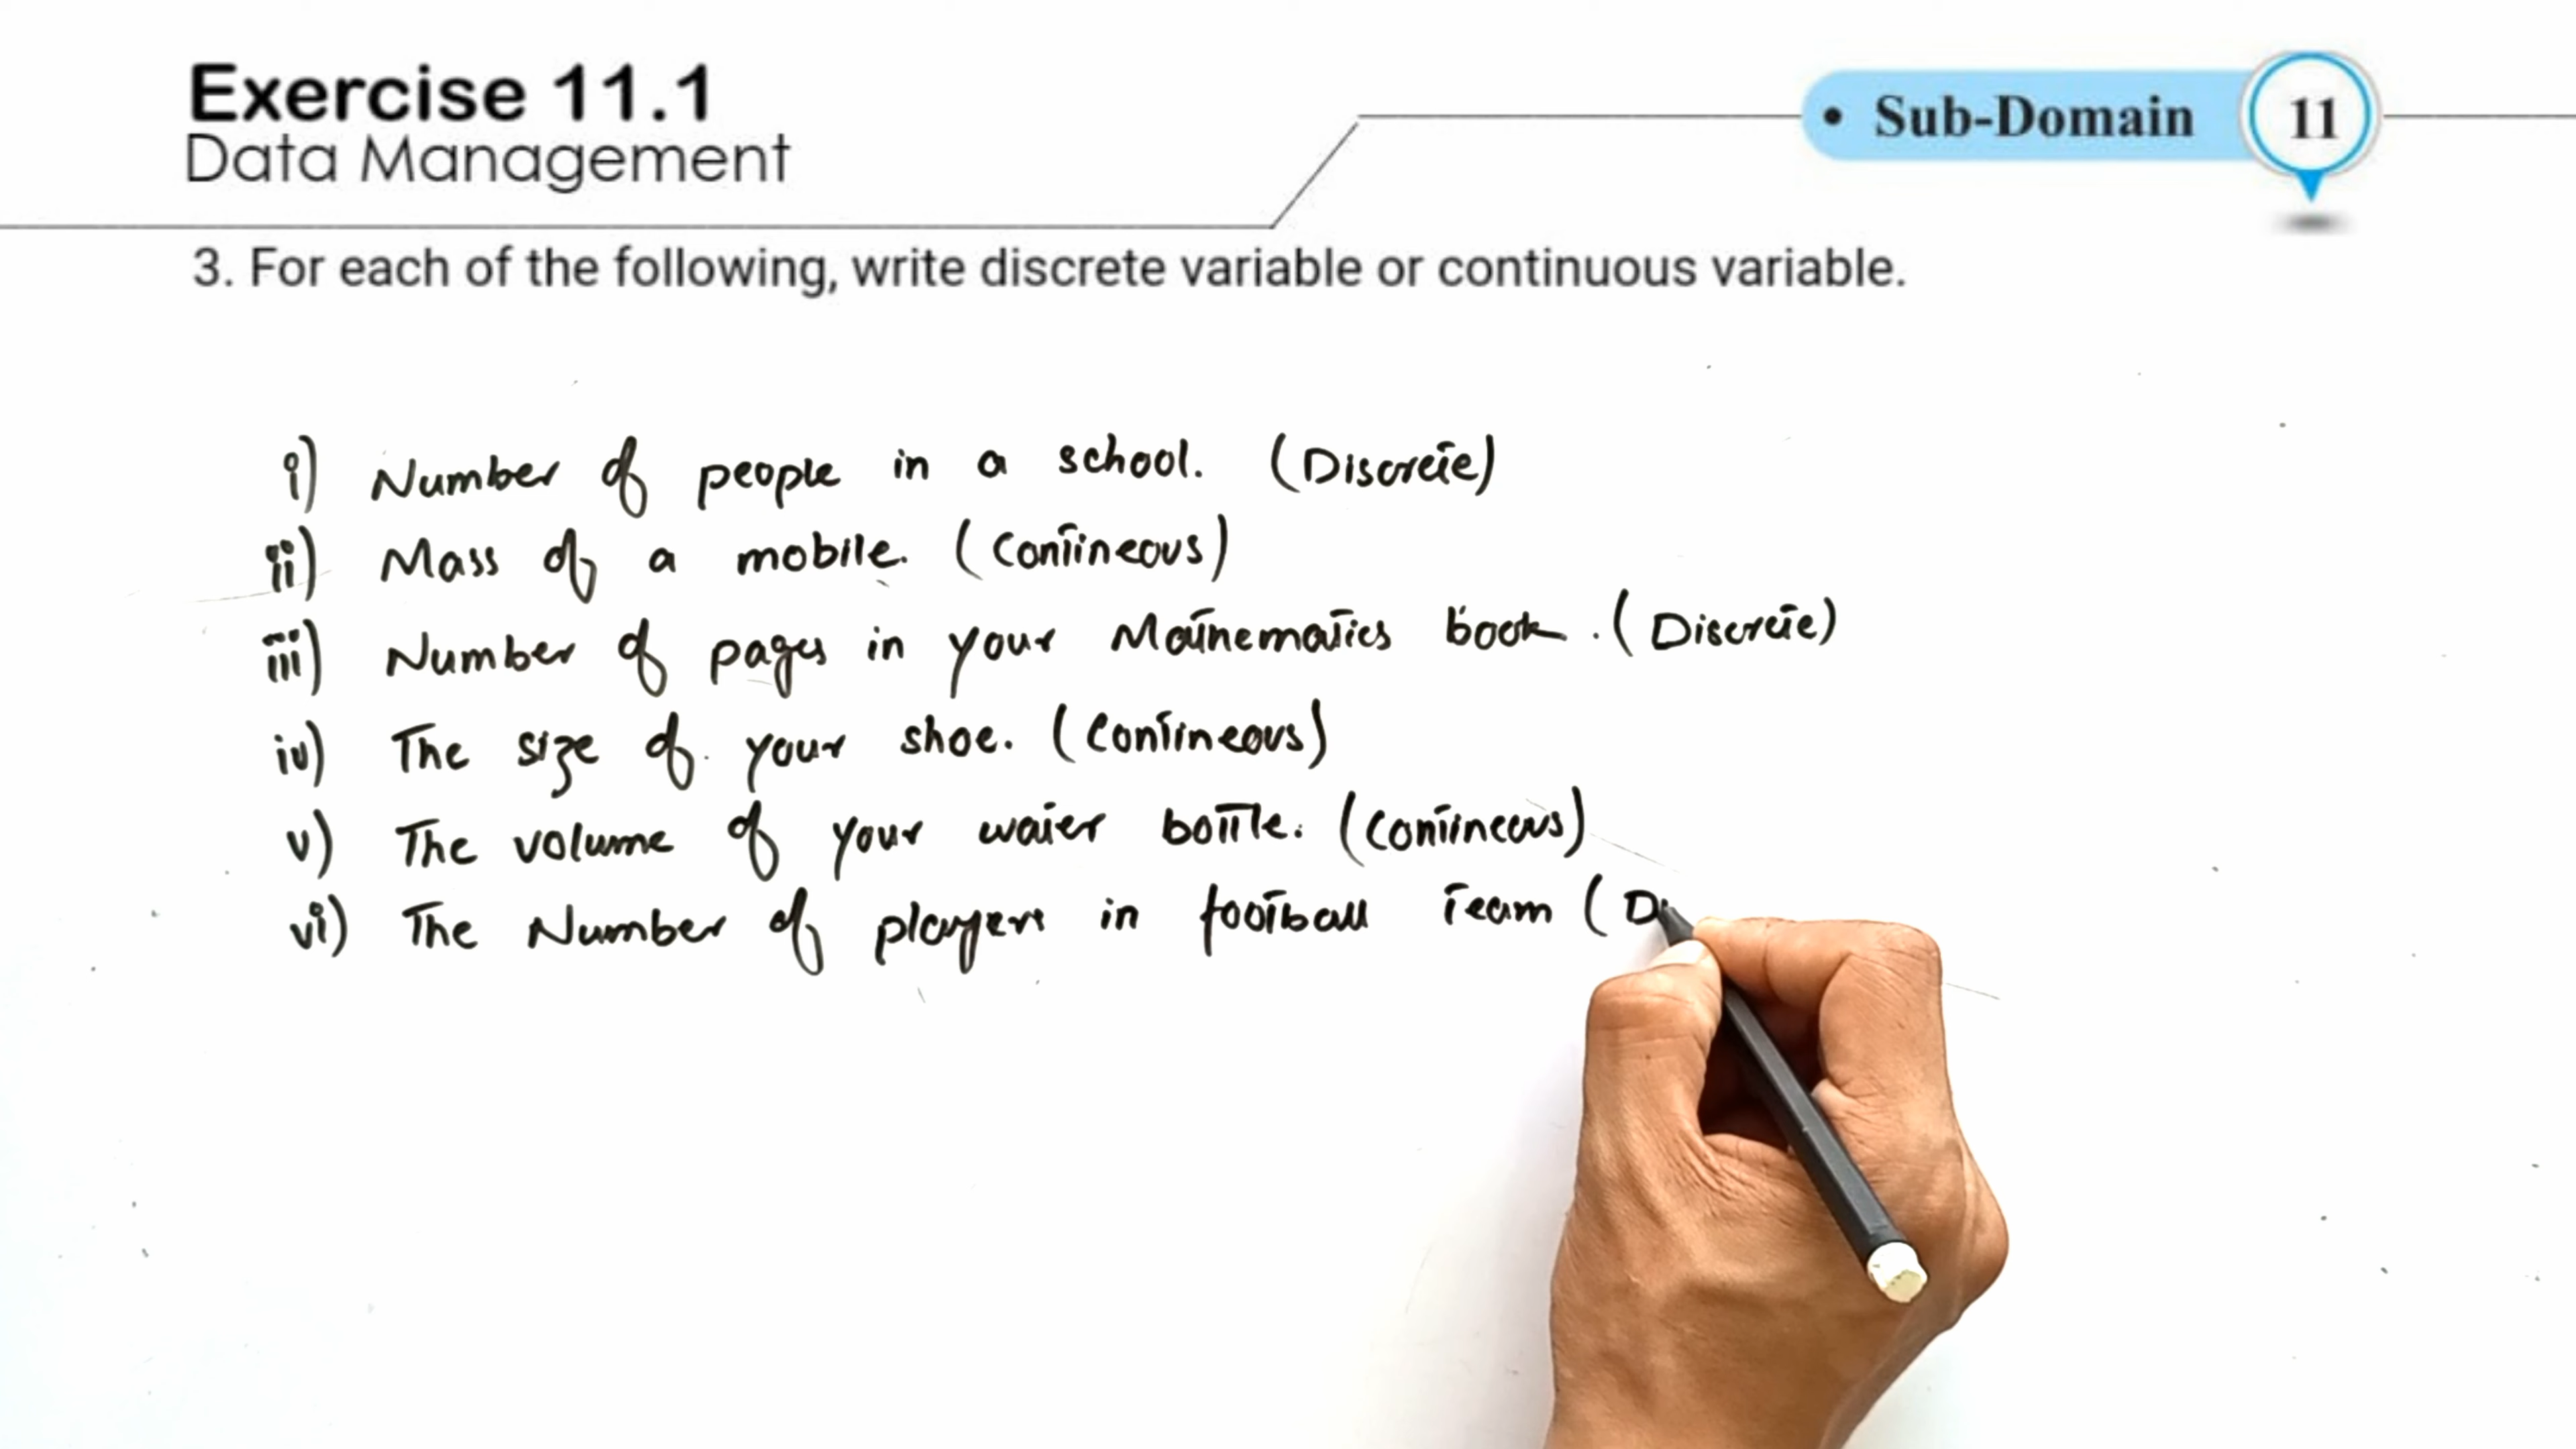 Exercise 11.1
Data Management
• Sub-Domain 11
3. For each of the following, write discrete variable or continuous variable.
i) Number of people in a school. (Discrete)
ii) Mass of a mobile. (Contineous)
iii) Number of pages in your Mathematics book. (Discrete)
iv) The size of your shoe. (Contineous)
v) The volume of your water bottle. (Contineous)
vi) The Number of players in football Team (D